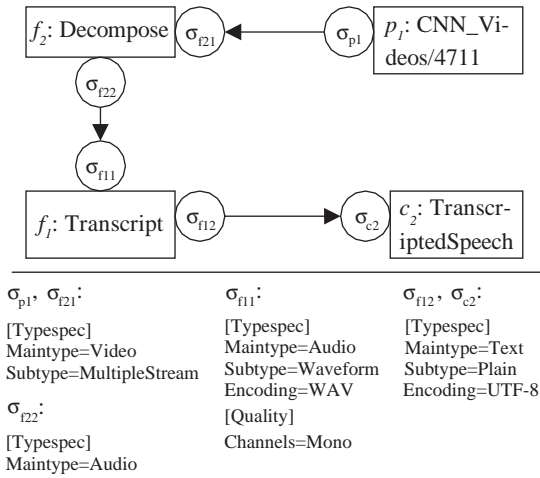 f2: Decompose
σf21
σp1
p1: CNN_Vi-
deos/4711
σf22
σf11
f1: Transcript
σf12
σc2
c2: Transcr-
iptedSpeech
σp1, σf21:
[Typespec]
Maintype=Video
Subtype=MultipleStream
σf22:
[Typespec]
Maintype=Audio
σf11:
[Typespec]
Maintype=Audio
Subtype=Waveform
Encoding=WAV
[Quality]
Channels=Mono
σf12, σc2:
[Typespec]
Maintype=Text
Subtype=Plain
Encoding=UTF-8